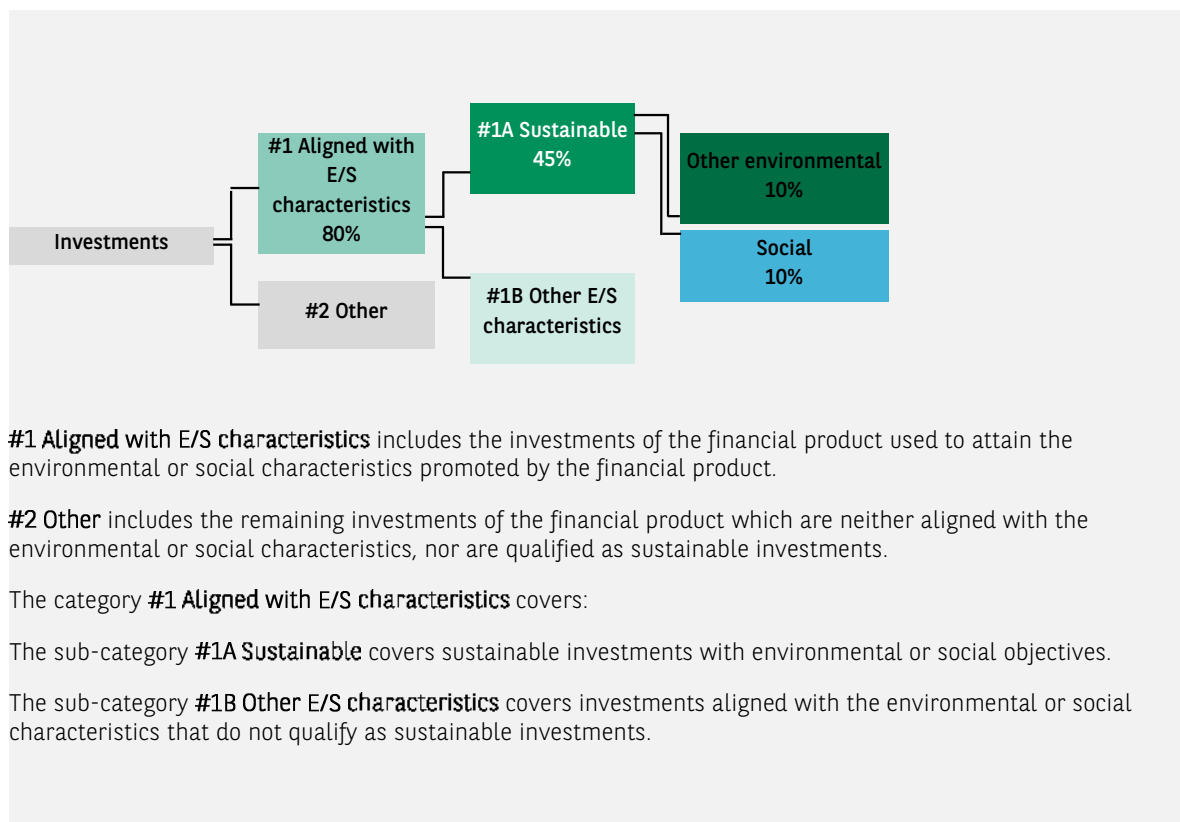 #1A Sustainable
45%
#1 Aligned with
E/S
characteristics
80%
Other environmental
10%
Investments
Social
10%
#2 Other
#1B Other E/S
characteristics
#1 Aligned with E/S characteristics includes the investments of the financial product used to attain the
environmental or social characteristics promoted by the financial product.
#2 Other includes the remaining investments of the financial product which are neither aligned with the
environmental or social characteristics, nor are qualified as sustainable investments.
The category #1 Aligned with E/S characteristics covers:
The sub-category #1A Sustainable covers sustainable investments with environmental or social objectives.
The sub-category #1B Other E/S characteristics covers investments aligned with the environmental or social
characteristics that do not qualify as sustainable investments.